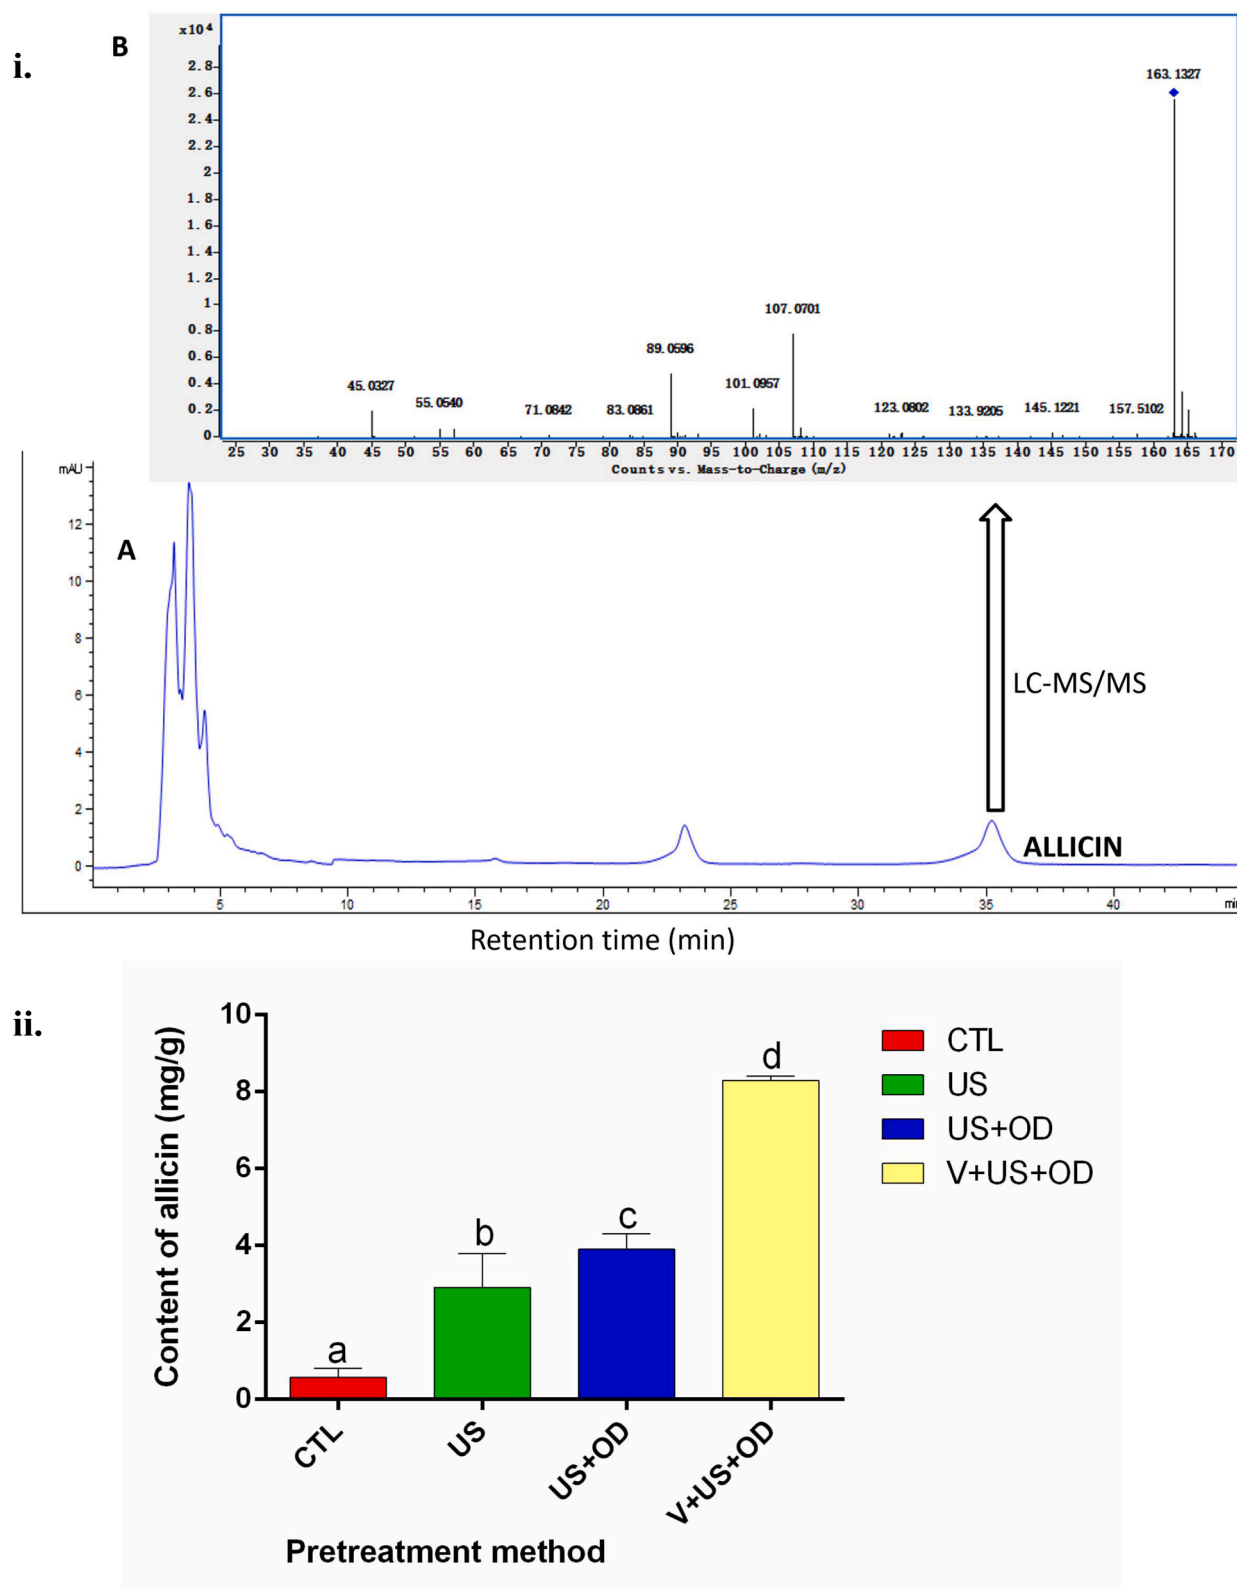 i.
B
x10⁴
2.8
2.6
2.4
2.2
2
1.8
1.6
1.4
1.2
1
0.8
0.6
0.4
0.2
0
163.1327
107.0701
89.0596
101.0957
45.0327
55.0540
71.0842
83.0861
123.0802
133.9205
145.1221
157.5102
25 30 35 40 45 50 55 60 65 70 75 80 85 90 95 100 105 110 115 120 125 130 135 140 145 150 155 160 165 170
Counts vs. Mass-to-Charge (m/z)
mAU
A
12
10
8
6
4
2
0
LC-MS/MS
ALLICIN
5 10 15 20 25 30 35 40 min
Retention time (min)
ii.
Content of allicin (mg/g)
10
8
6
4
2
0
a
b
c
d
CTL
US
US+OD
V+US+OD
CTL
US
US+OD
V+US+OD
Pretreatment method